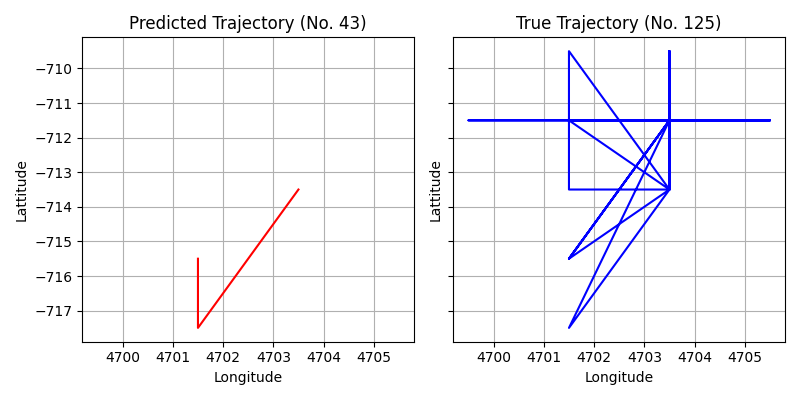 Predicted Trajectory (No. 43)
True Trajectory (No. 125)
−710
−711
−712
−713
−714
−715
−716
−717
Lattitude
Lattitude
4700 4701 4702 4703 4704 4705
4700 4701 4702 4703 4704 4705
Longitude
Longitude